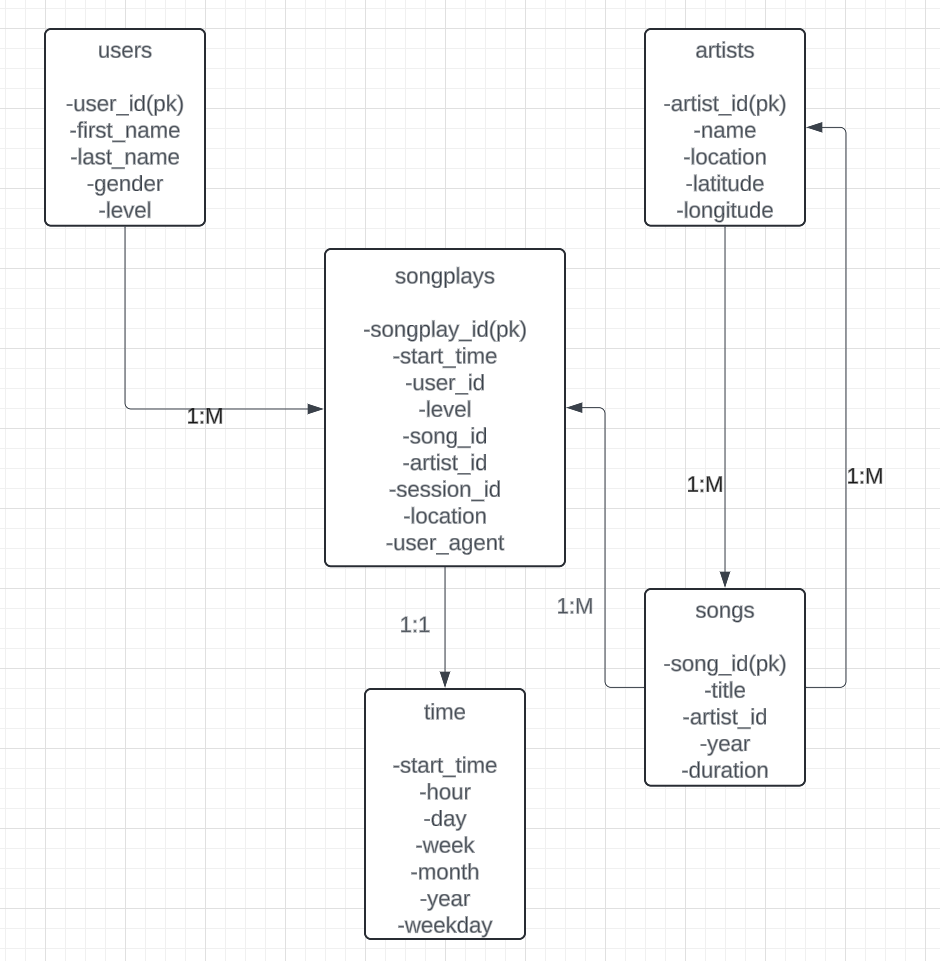 users
-user_id(pk)
-first_name
-last_name
-gender
-level
artists
-artist_id(pk)
-name
-location
-latitude
-longitude
songplays
-songplay_id(pk)
-start_time
-user_id
-level
-song_id
-artist_id
-session_id
-location
-user_agent
1:M
1:M
1:M
1:M
1:1
songs
-song_id(pk)
-title
-artist_id
-year
-duration
time
-start_time
-hour
-day
-week
-month
-year
-weekday